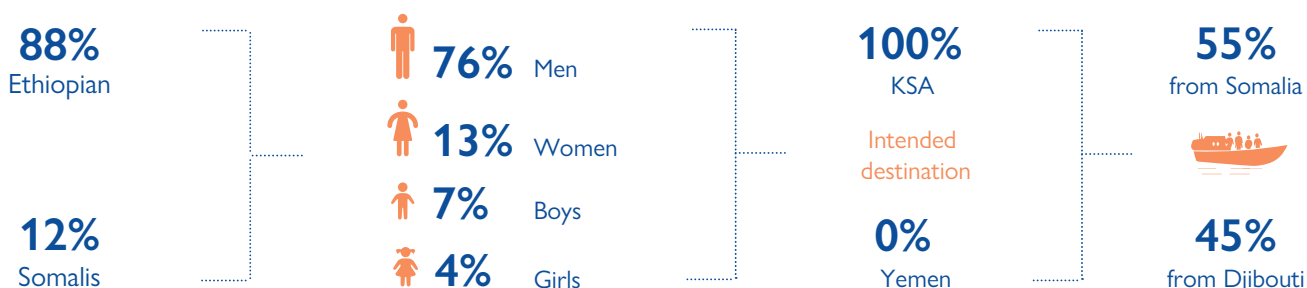 88%
Ethiopian
12%
Somalis
76% Men
13% Women
7% Boys
4% Girls
100%
KSA
Intended
destination
0%
Yemen
55%
from Somalia
45%
from Djibouti